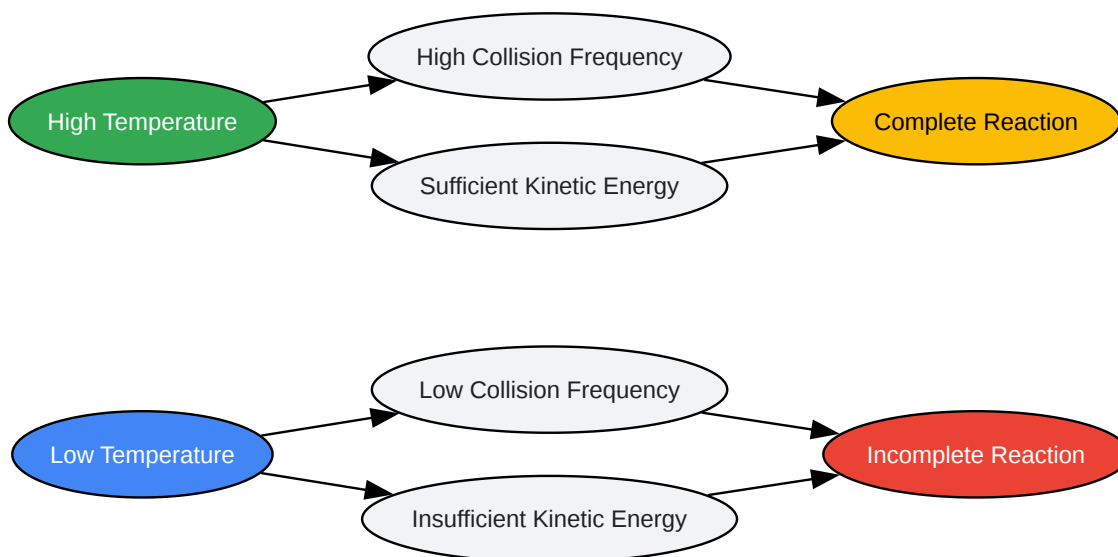 High Collision Frequency
High Temperature
Complete Reaction
Sufficient Kinetic Energy
Low Collision Frequency
Low Temperature
Incomplete Reaction
Insufficient Kinetic Energy